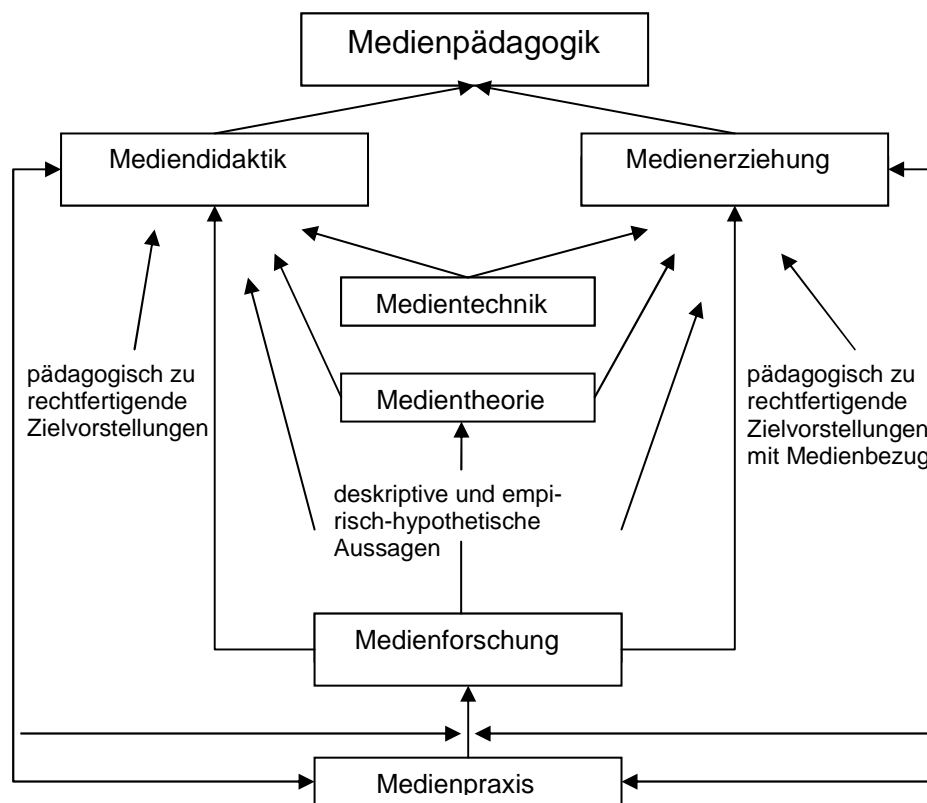 Medienpädagogik
Mediendidaktik
Medienerziehung
Medientechnik
Medientheorie
pädagogisch zu
rechtfertigende
Zielvorstellungen
pädagogisch zu
rechtfertigende
Zielvorstellungen
mit Medienbezug
deskriptive und empi-
risch-hypothetische
Aussagen
Medienforschung
Medienpraxis